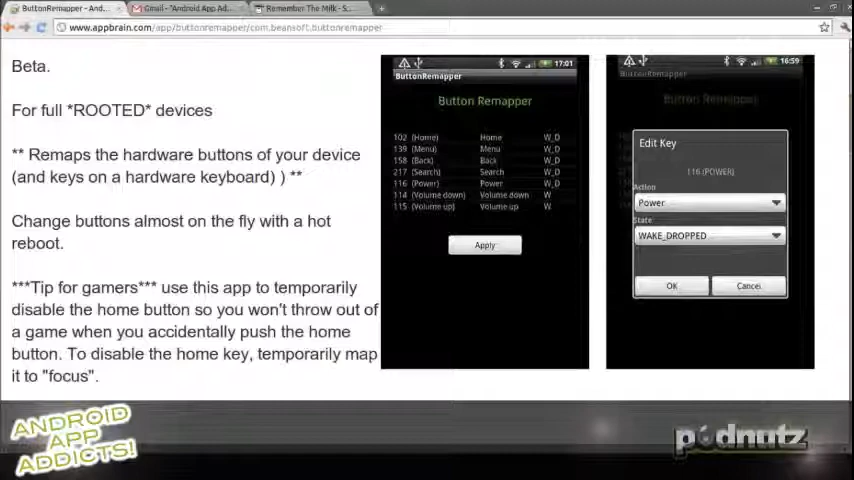 ButtonRemapper - And...
Gmail - "Android App Ad...
Remember The Milk - S...
www.appbrain.com/app/buttonremapper/com.beansoft.buttonremapper
Beta.
For full *ROOTED* devices
** Remaps the hardware buttons of your device
(and keys on a hardware keyboard) ) **
Change buttons almost on the fly with a hot
reboot.
***Tip for gamers*** use this app to temporarily
disable the home button so you won't throw out of
a game when you accidentally push the home
button. To disable the home key, temporarily map
it to "focus".
17:01
ButtonRemapper
Button Remapper
102 (Home) Home W_D
139 (Menu) Menu W_D
158 (Back) Back W_D
217 (Search) Search W_D
116 (Power) Power W_D
114 (Volume down) Volume down W
115 (Volume up) Volume up W
Apply
16:59
ButtonRemapper
Button Remapper
Edit Key
116 (POWER)
Action
Power
State
WAKE_DROPPED
OK
Cancel
ANDROID
APP
ADDICTS!
podnutz